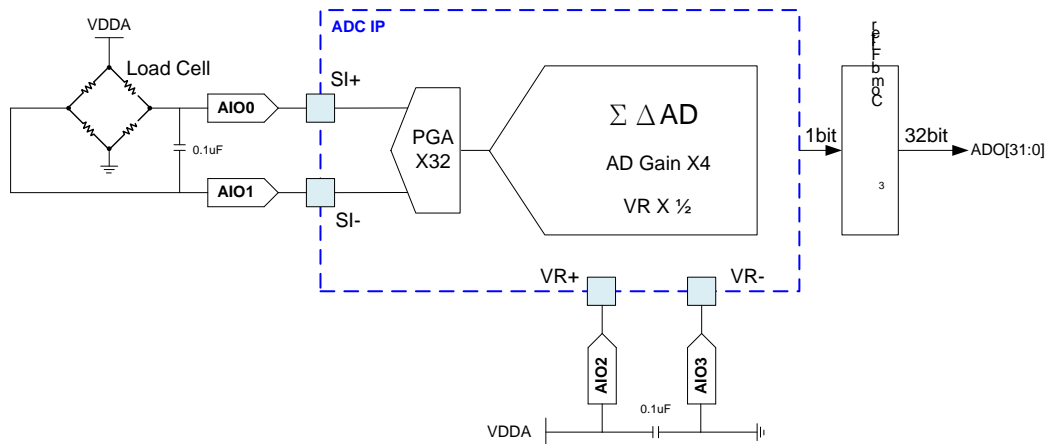 VDDA
Load Cell
0.1uF
AIO0
AIO1
SI+
SI-
ADC IP
PGA
X32
Σ Δ AD
AD Gain X4
VR X ½
1bit
3
32bit
ADO[31:0]
VR+
VR-
AIO2
AIO3
0.1uF
VDDA